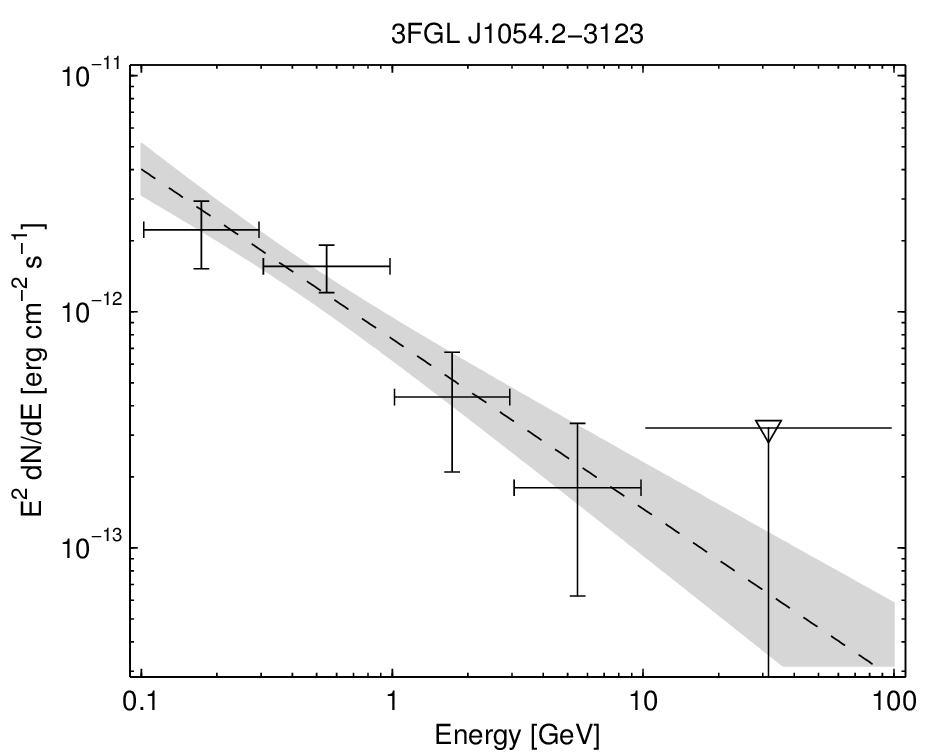 3FGL J1054.2−3123
10⁻¹¹
10⁻¹²
10⁻¹³
E² dN/dE [erg cm⁻² s⁻¹]
0.1 1 10 100
Energy [GeV]